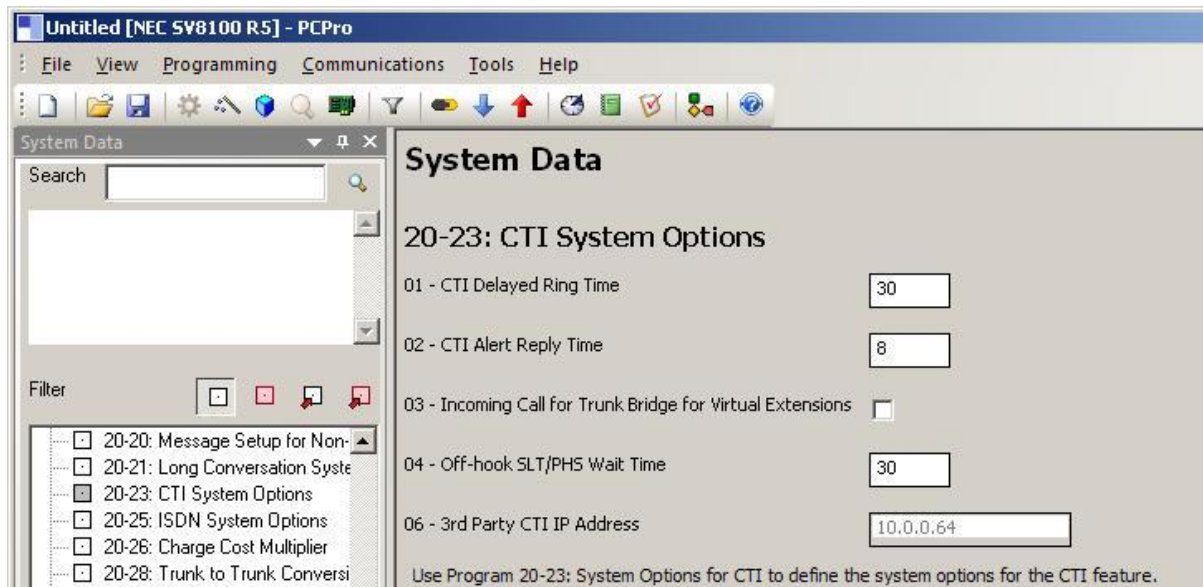 Untitled [NEC SV8100 R5] - PCPro
File View Programming Communications Tools Help
System Data
Search
Filter
20-20: Message Setup for Non-
20-21: Long Conversation Syste
20-23: CTI System Options
20-25: ISDN System Options
20-26: Charge Cost Multiplier
20-28: Trunk to Trunk Conversi
System Data
20-23: CTI System Options
01 - CTI Delayed Ring Time 30
02 - CTI Alert Reply Time 8
03 - Incoming Call for Trunk Bridge for Virtual Extensions
04 - Off-hook SLT/PHS Wait Time 30
06 - 3rd Party CTI IP Address 10.0.0.64
Use Program 20-23: System Options for CTI to define the system options for the CTI feature.